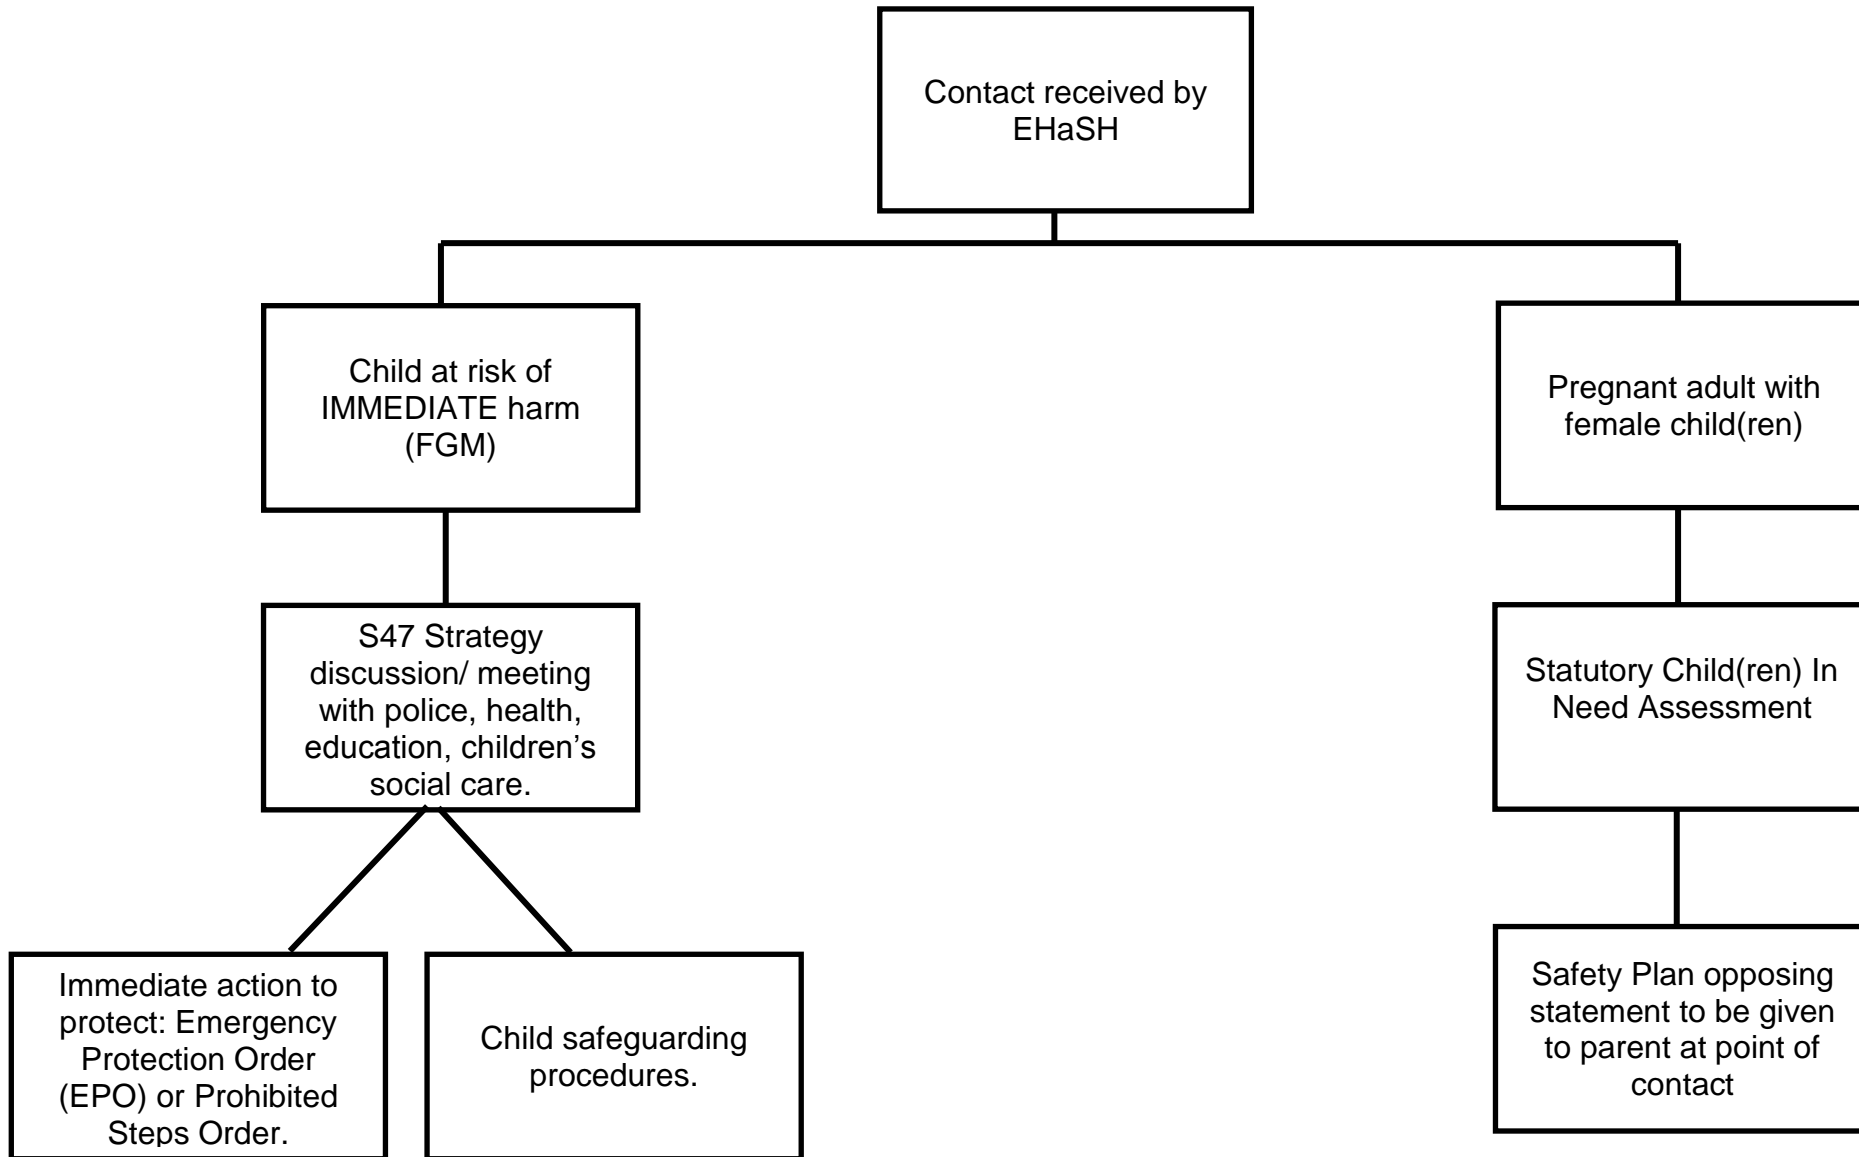 Contact received by
EHaSH
Child at risk of
IMMEDIATE harm
(FGM)
Pregnant adult with
female child(ren)
S47 Strategy
discussion/ meeting
with police, health,
education, children’s
social care.
Statutory Child(ren) In
Need Assessment
Immediate action to
protect: Emergency
Protection Order
(EPO) or Prohibited
Steps Order.
Child safeguarding
procedures.
Safety Plan opposing
statement to be given
to parent at point of
contact